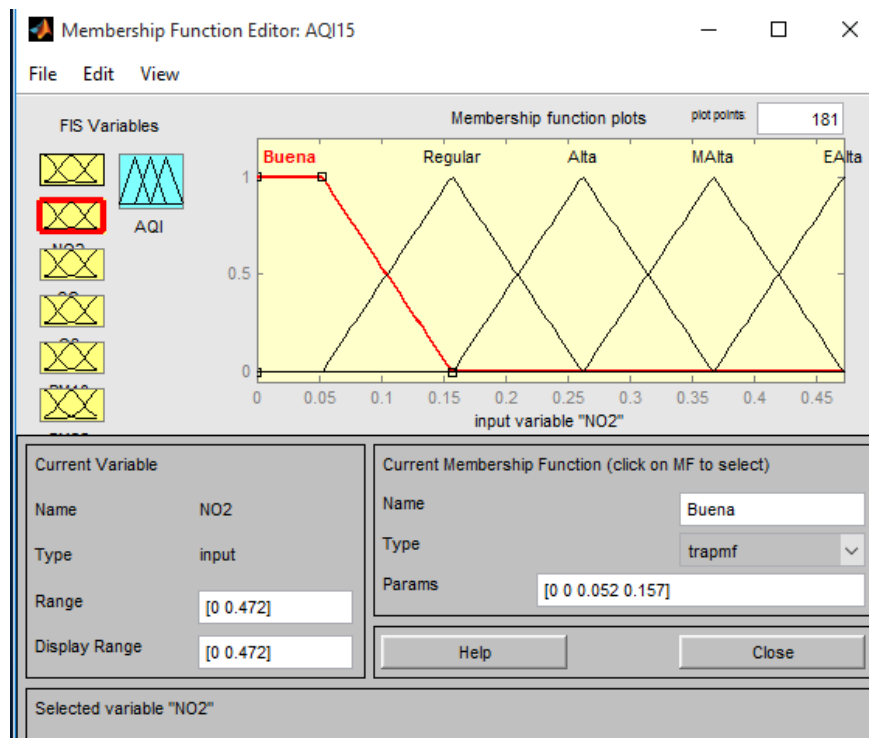 Membership Function Editor: AQI15
File Edit View
FIS Variables
Membership function plots
plot points:
181
AQI
NO2
O3
PM10
Buena Regular Alta MAlta EAlta
1
0.5
0
0 0.05 0.1 0.15 0.2 0.25 0.3 0.35 0.4 0.45
input variable "NO2"
Current Variable
Name NO2
Type input
Range [0 0.472]
Display Range [0 0.472]
Current Membership Function (click on MF to select)
Name Buena
Type trapmf
Params [0 0 0.052 0.157]
Help Close
Selected variable "NO2"